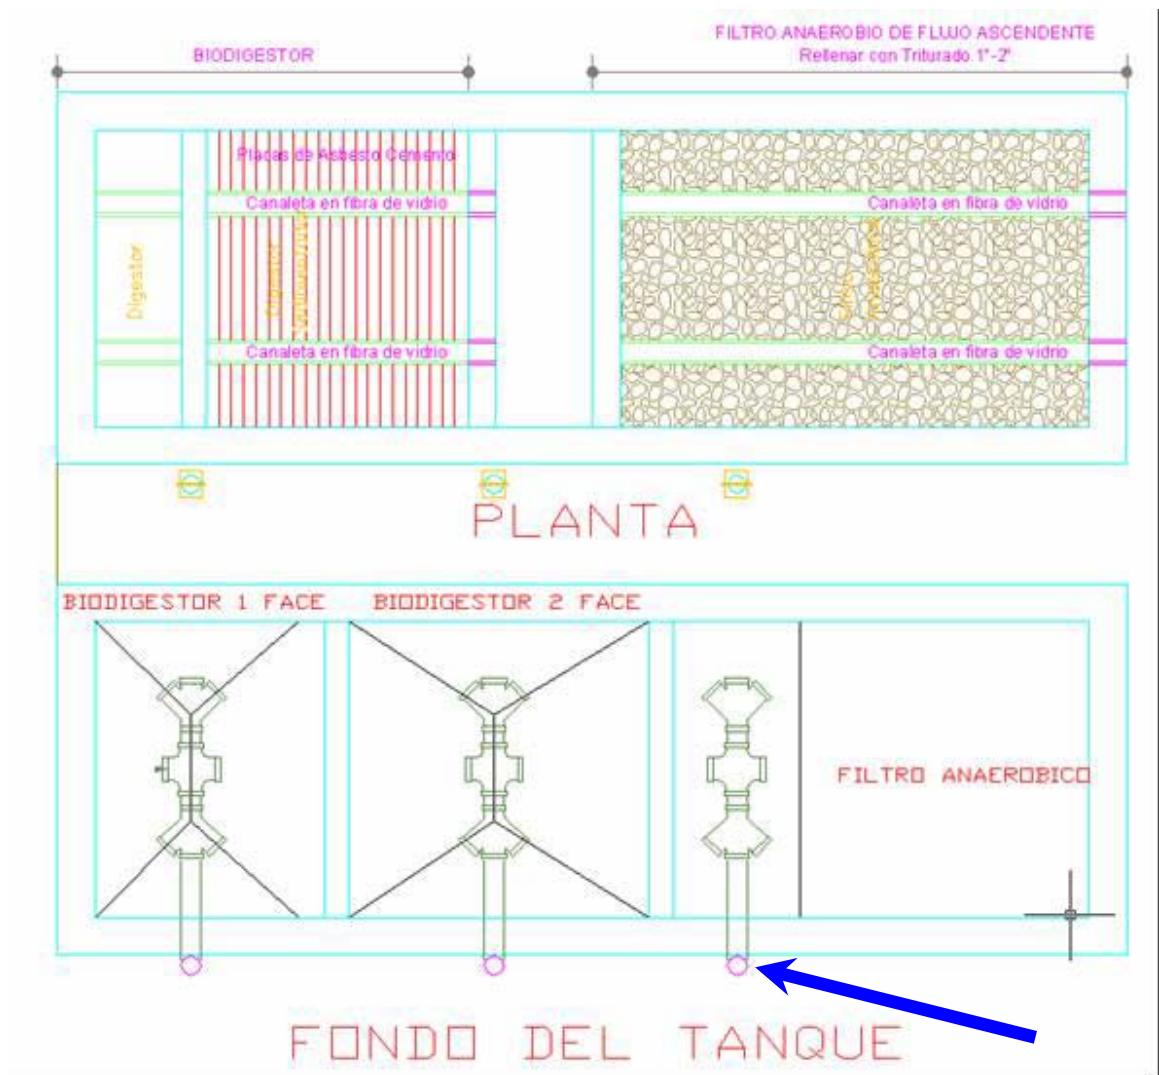 FILTRO ANAEROBIO DE FLUJO ASCENDENTE
BIODIGESTOR
Rellenar con Triturado 1"-2"
Placas de Asbesto Cemento
Canaleta en fibra de vidrio
Canaleta en fibra de vidrio
Digestor
Digestor
Canaleta en fibra de vidrio
Canaleta en fibra de vidrio
PLANTA
BIODIGESTOR 1 FACE
BIODIGESTOR 2 FACE
FILTRO ANAEROBICO
FONDO DEL TANQUE